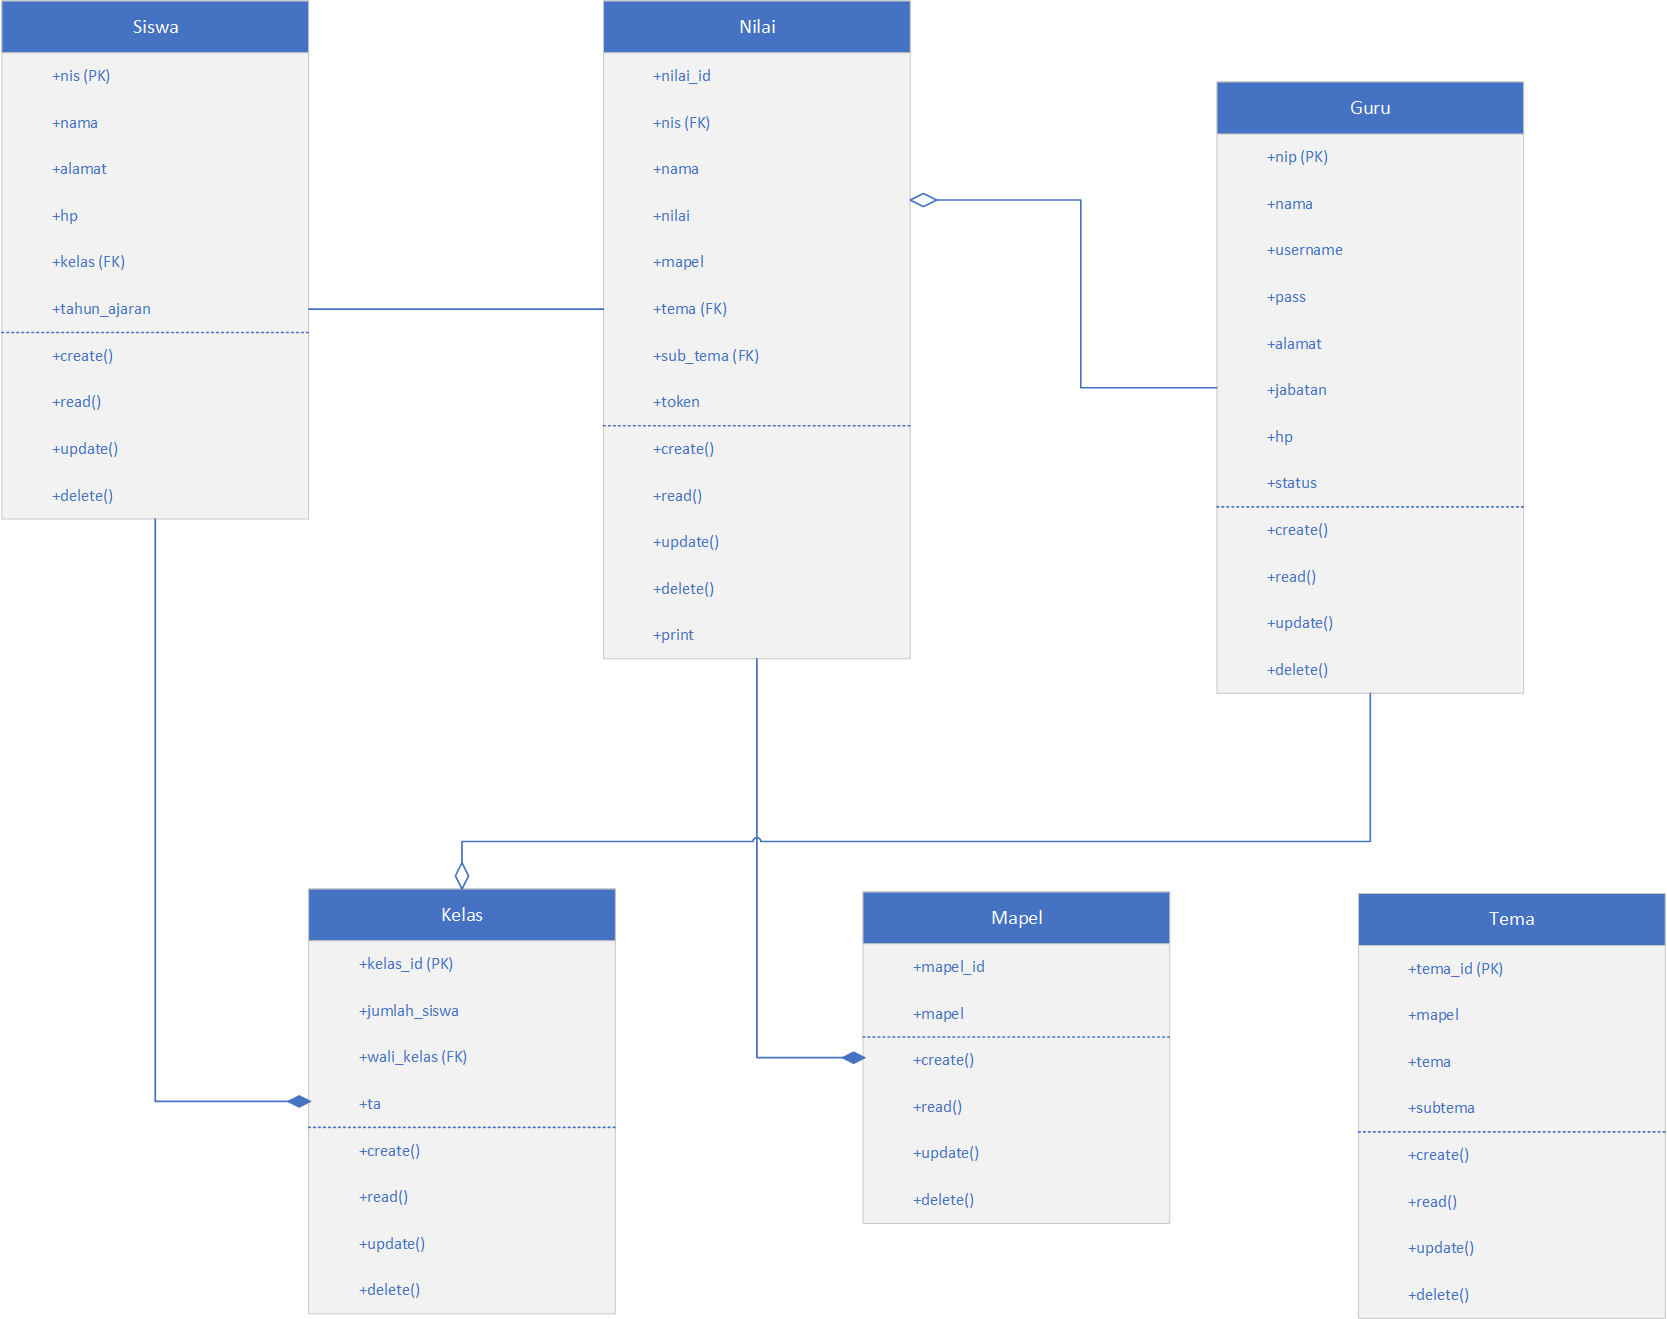 Siswa
+nis (PK)
+nama
+alamat
+hp
+kelas (FK)
+tahun_ajaran
+create()
+read()
+update()
+delete()
Nilai
+nilai_id
+nis (FK)
+nama
+nilai
+mapel
+tema (FK)
+sub_tema (FK)
+token
+create()
+read()
+update()
+delete()
+print
Guru
+nip (PK)
+nama
+username
+pass
+alamat
+jabatan
+hp
+status
+create()
+read()
+update()
+delete()
Kelas
+kelas_id (PK)
+jumlah_siswa
+wali_kelas (FK)
+ta
+create()
+read()
+update()
+delete()
Mapel
+mapel_id
+mapel
+create()
+read()
+update()
+delete()
Tema
+tema_id (PK)
+mapel
+tema
+subtema
+create()
+read()
+update()
+delete()